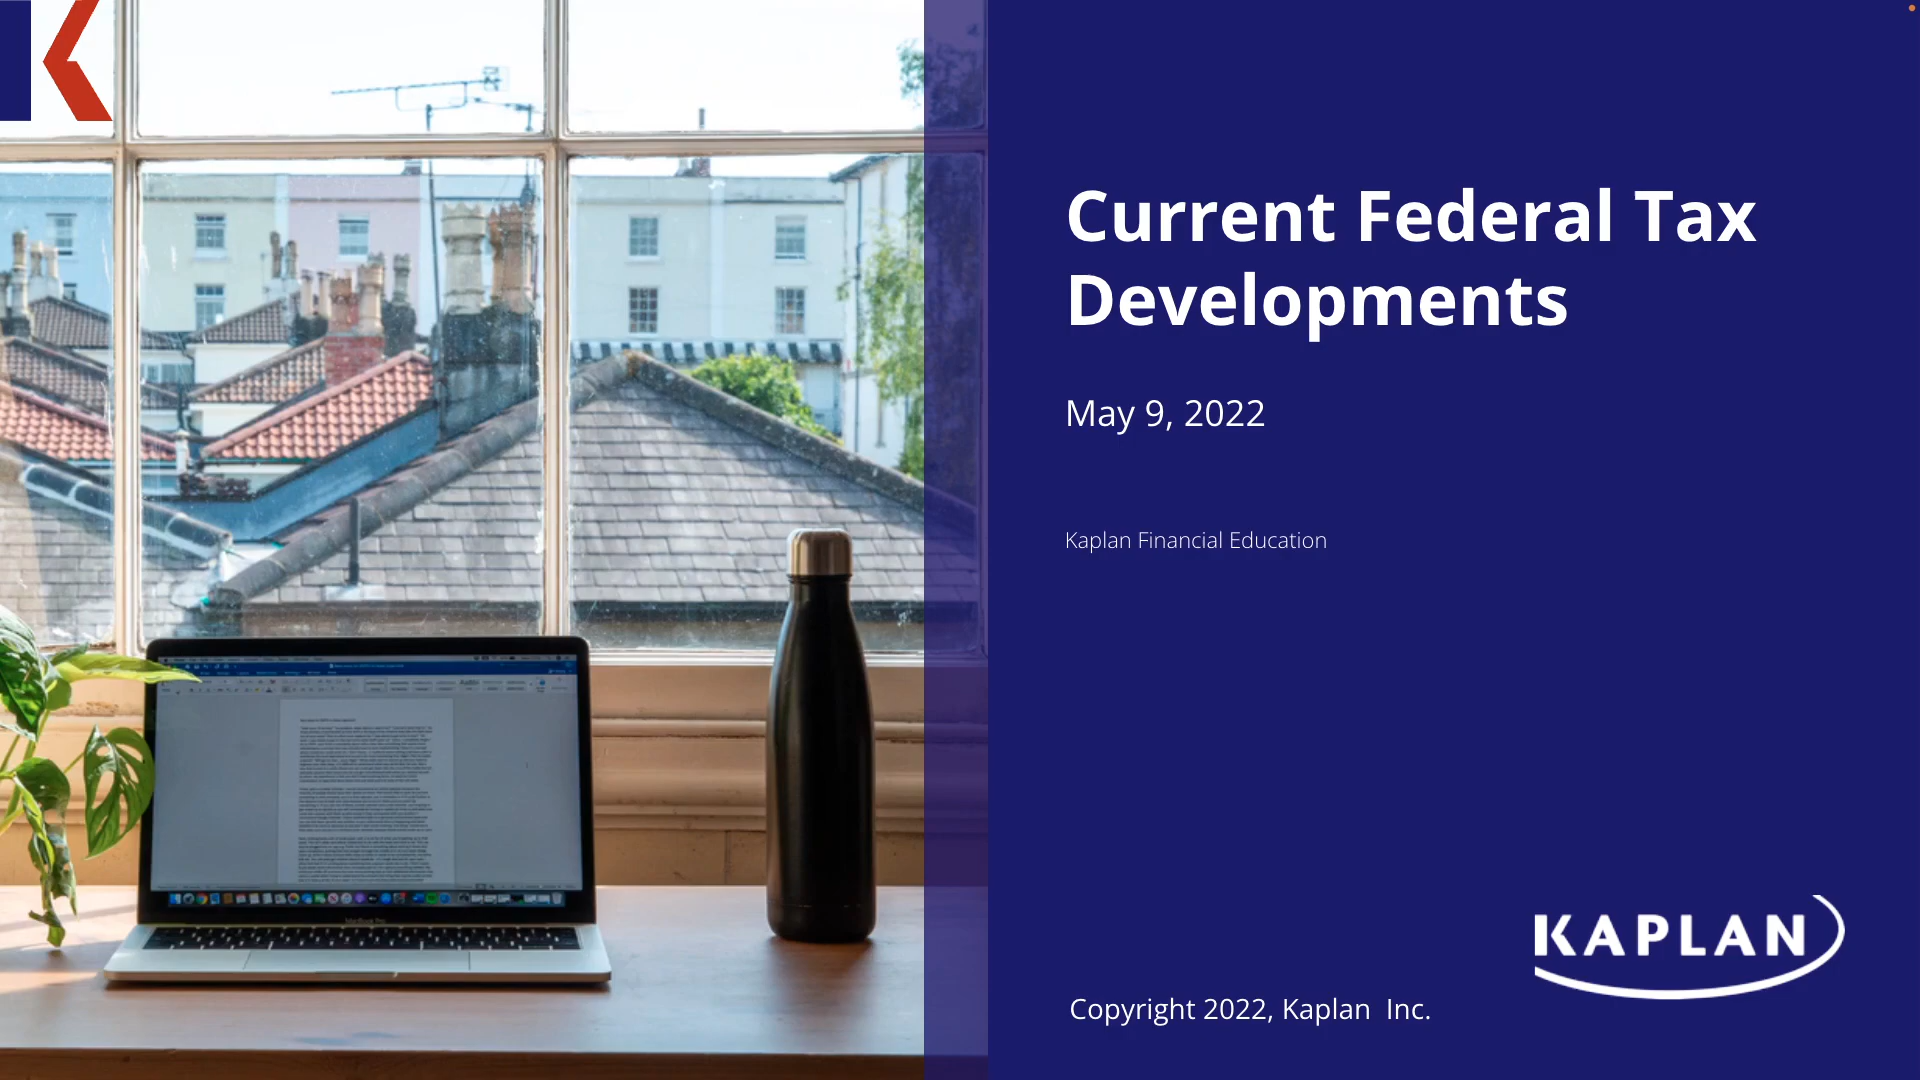 Current Federal Tax
Developments
May 9, 2022
Kaplan Financial Education
KAPLAN
Copyright 2022, Kaplan Inc.